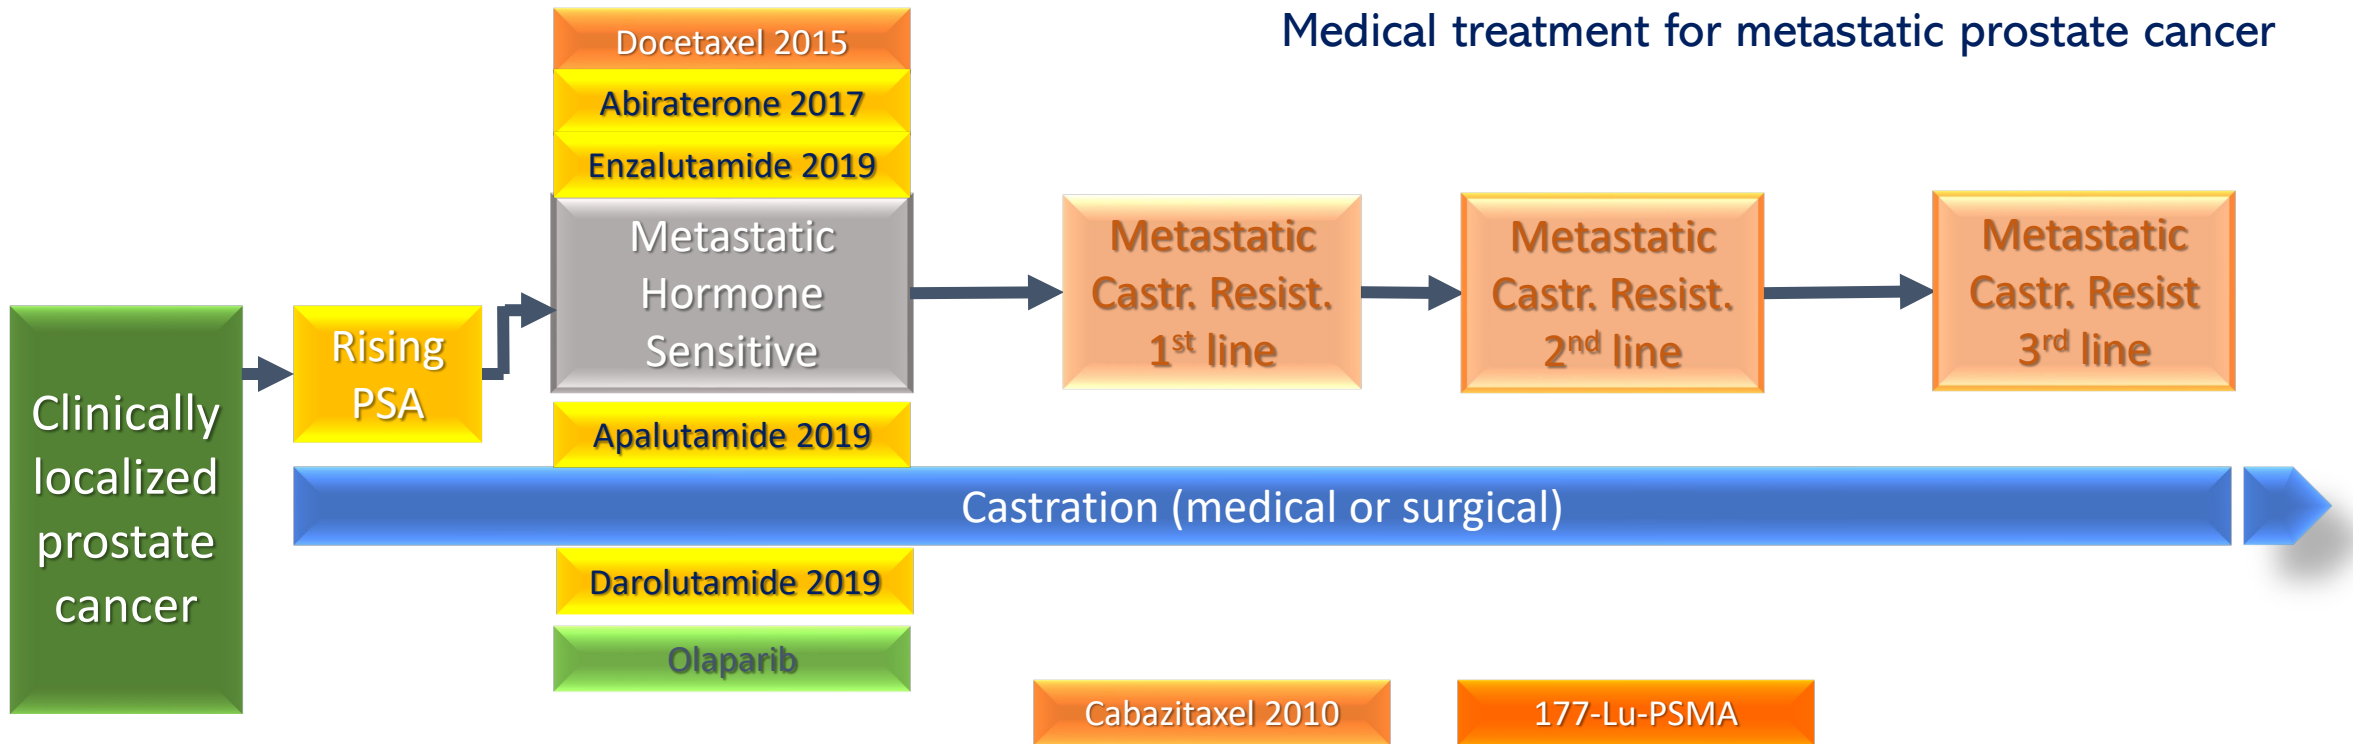 Medical treatment for metastatic prostate cancer
Docetaxel 2015
Abiraterone 2017
Enzalutamide 2019
Metastatic
Hormone
Sensitive
Metastatic
Castr. Resist.
1st line
Metastatic
Castr. Resist.
2nd line
Metastatic
Castr. Resist
3rd line
Rising
PSA
Clinically
localized
prostate
cancer
Apalutamide 2019
Castration (medical or surgical)
Darolutamide 2019
Olaparib
Cabazitaxel 2010
177-Lu-PSMA